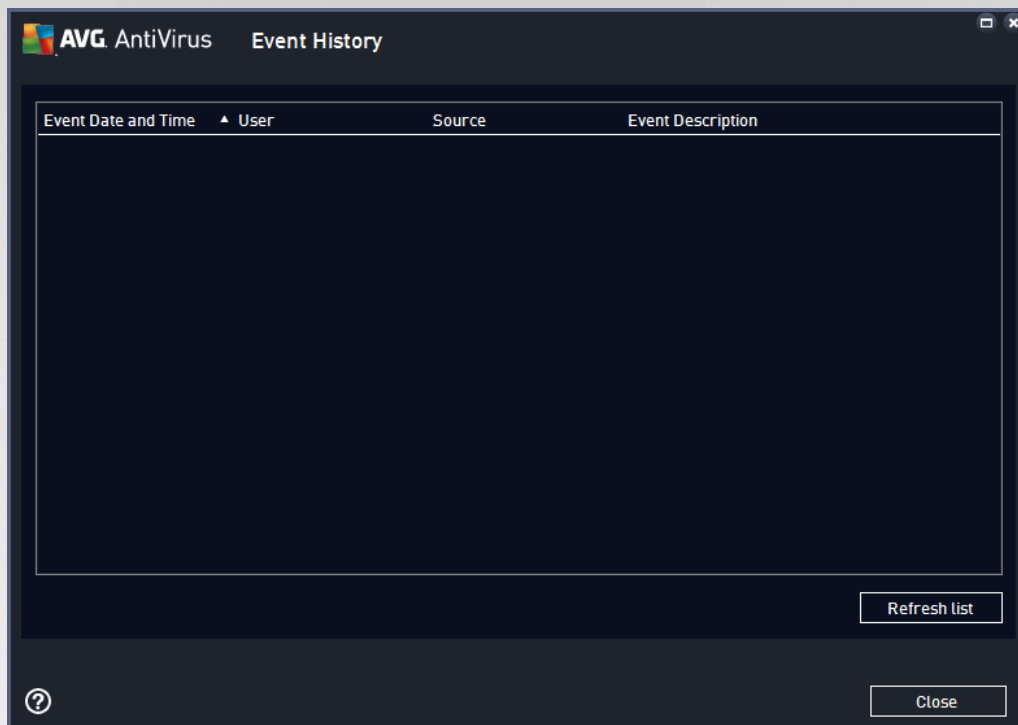 AVG. AntiVirus Event History
Event Date and Time ▲ User Source Event Description
Refresh list
? Close